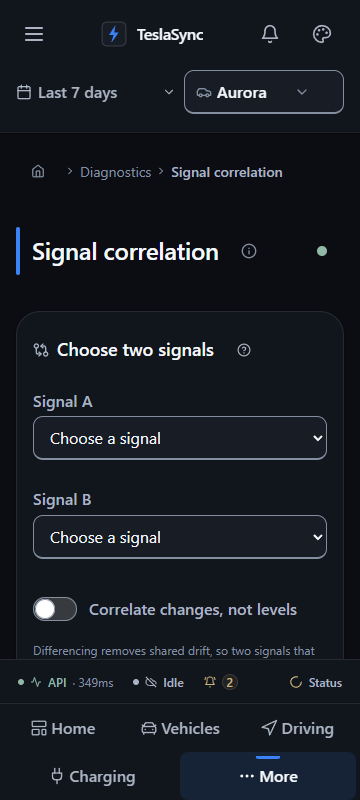 TeslaSync
Last 7 days
Aurora
Diagnostics
Signal correlation
Signal correlation
Choose two signals
Signal A
Choose a signal
Signal B
Choose a signal
Correlate changes, not levels
Differencing removes shared drift, so two signals that
API · 349ms
Idle
2
Status
Home
Vehicles
Driving
Charging
More